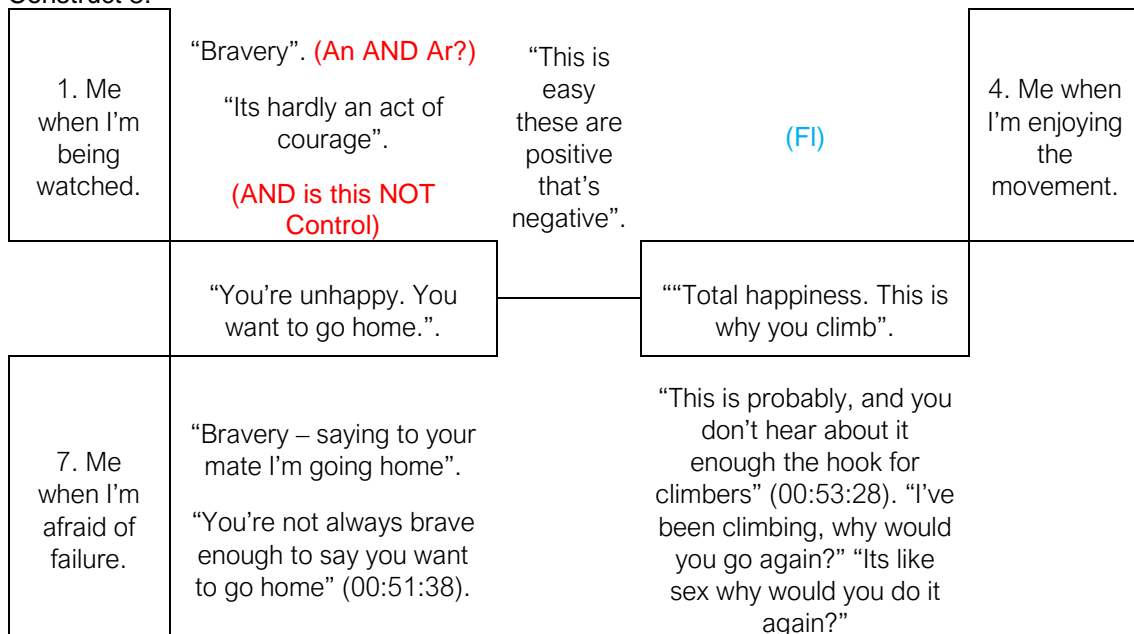 Construct
1. Me
when I'm
being
watched.
“Bravery”. (An AND Ar?)
“Its hardly an act of
courage”.
(AND is this NOT
Control)
“This is
easy
these are
positive
that's
negative”.
(FI)
4. Me when
I'm enjoying
the
movement.
“You're unhappy. You
want to go home.”.
““Total happiness. This is
why you climb”.
7. Me
when I'm
afraid of
failure.
“Bravery – saying to your
mate I'm going home”.
“You're not always brave
enough to say you want
to go home” (00:51:38).
“This is probably, and you
don't hear about it
enough the hook for
climbers” (00:53:28). “I've
been climbing, why would
you go again?” “Its like
sex why would you do it
again?”